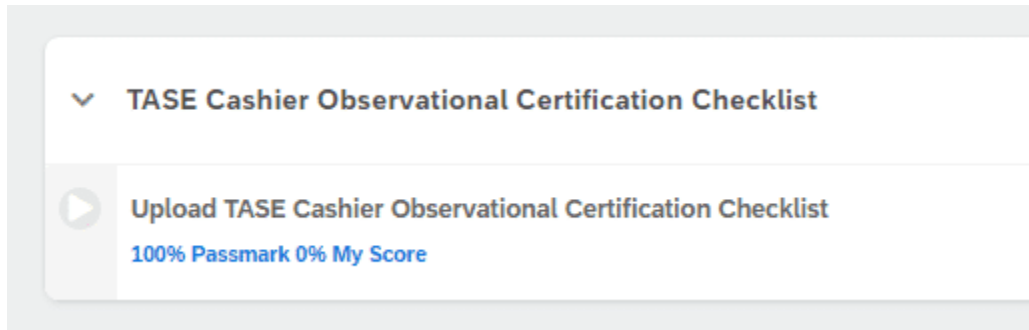 TASE Cashier Observational Certification Checklist
Upload TASE Cashier Observational Certification Checklist
100% Passmark 0% My Score